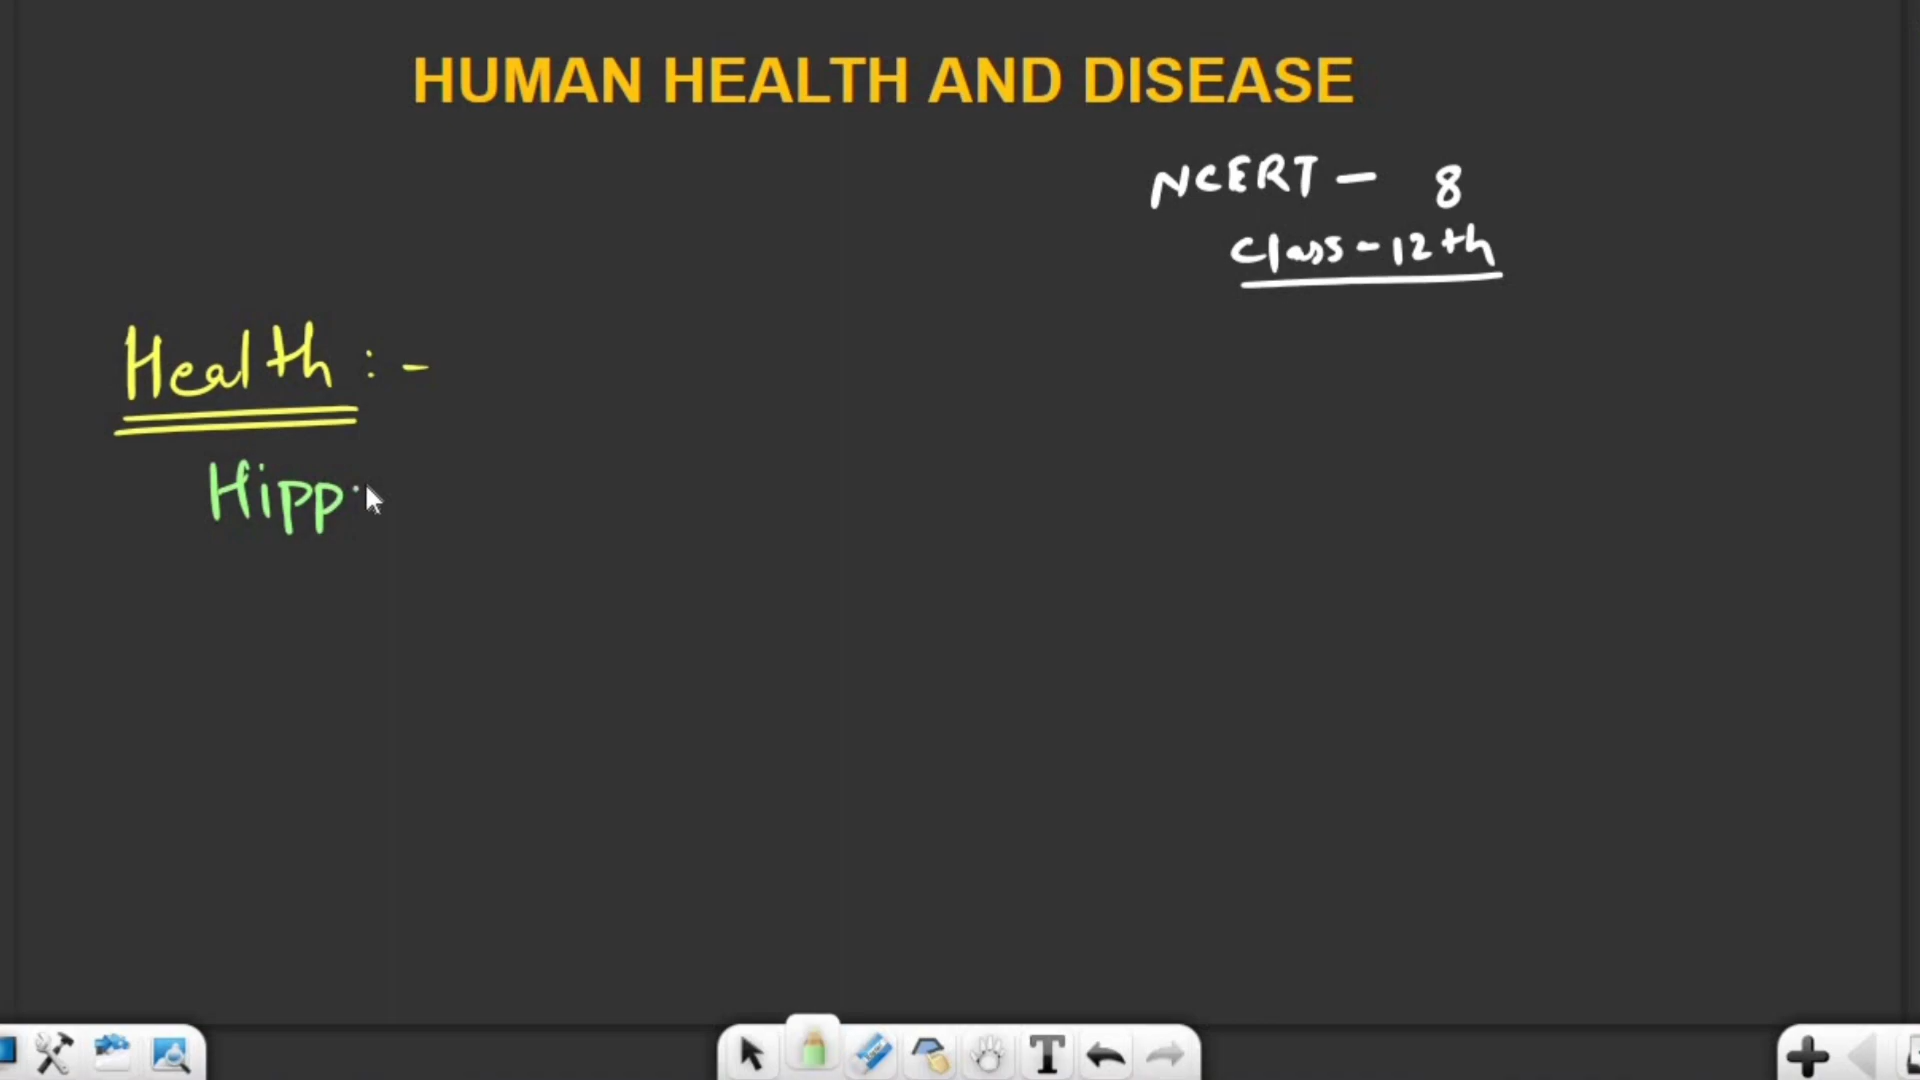 HUMAN HEALTH AND DISEASE
NCERT - 8
Class - 12th
Health : -
Hipp
T